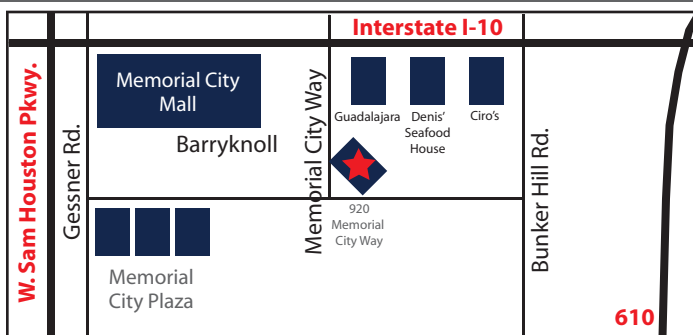 Interstate I-10
W. Sam Houston Pkwy.
Gessner Rd.
Memorial City
Mall
Barryknoll
Memorial City Way
Guadalajara
Denis'
Seafood
House
Ciro's
920
Memorial
City Way
Bunker Hill Rd.
Memorial
City Plaza
610